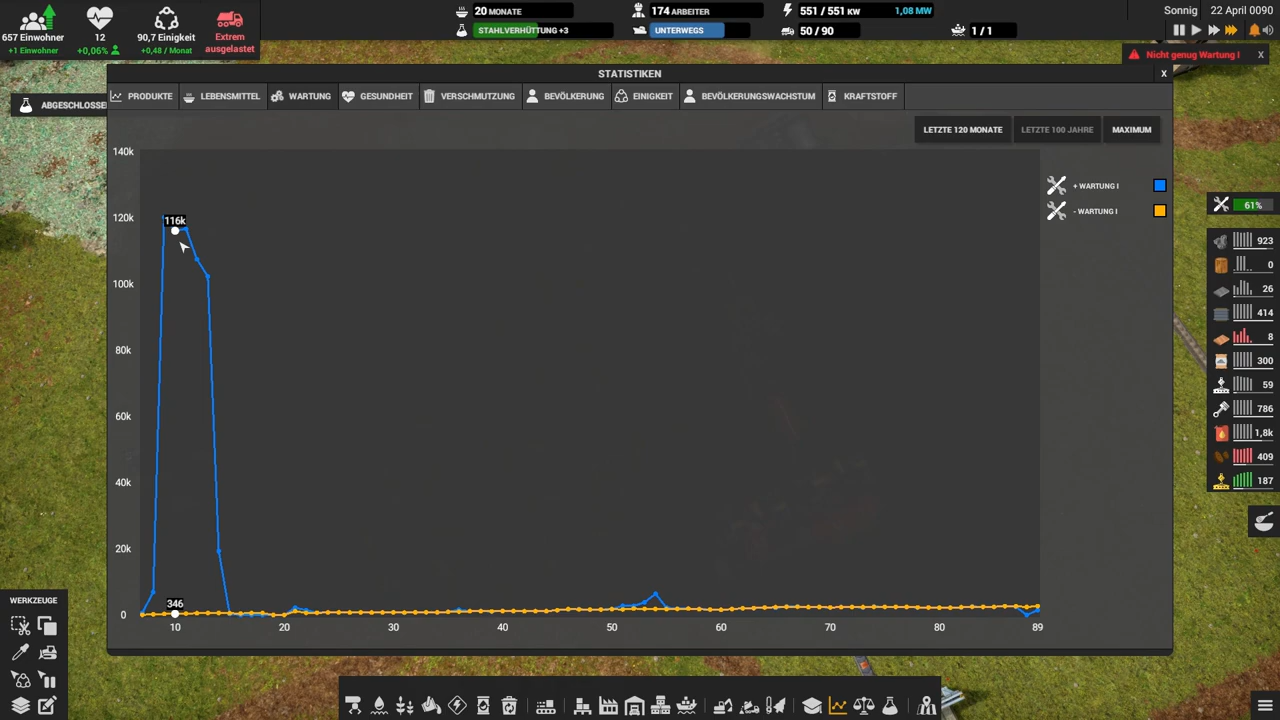 657 Einwohner
+1 Einwohner
12
+0,06%
90,7 Einigkeit
+0,48 / Monat
Extrem
ausgelastet
20 MONATE
STAHLVERHÜTTUNG +3
174 ARBEITER
UNTERWEGS
551 / 551 KW
1,08 MW
50 / 90
1 / 1
Sonnig
22 April 0090
Nicht genug Wartung I
X
STATISTIKEN
X
ABGESCHLOSSE
PRODUKTE
LEBENSMITTEL
WARTUNG
GESUNDHEIT
VERSCHMUTZUNG
BEVÖLKERUNG
EINIGKEIT
BEVÖLKERUNGSWACHSTUM
KRAFTSTOFF
LETZTE 120 MONATE
LETZTE 100 JAHRE
MAXIMUM
140k
120k
100k
80k
60k
40k
20k
0
116k
346
10
20
30
40
50
60
70
80
89
+ WARTUNG I
- WARTUNG I
61%
923
0
26
414
8
300
59
786
1,8k
409
187
WERKZEUGE